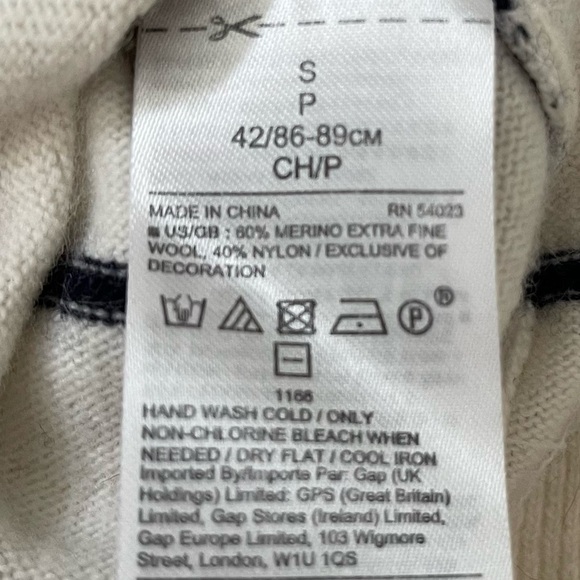 S
P
42/86-89CM
CH/P
MADE IN CHINA RN 54023
US/GB : 60% MERINO EXTRA FINE
WOOL, 40% NYLON / EXCLUSIVE OF
DECORATION
P ®
1166
HAND WASH COLD / ONLY
NON-CHLORINE BLEACH WHEN
NEEDED / DRY FLAT / COOL IRON
Imported By/Importe Par: Gap (UK
Holdings) Limited: GPS (Great Britain)
Limited, Gap Stores (Ireland) Limited,
Gap Europe Limited, 103 Wigmore
Street, London, W1U 1QS